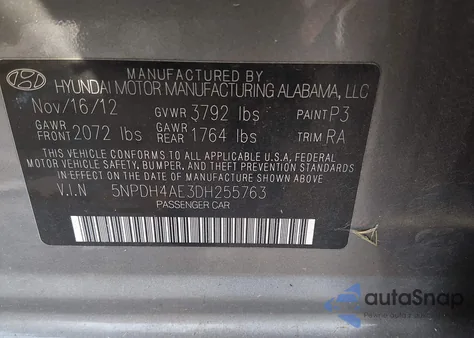 MANUFACTURED BY
HYUNDAI MOTOR MANUFACTURING ALABAMA, LLC
Nov/16/12 GVWR 3792 lbs PAINT P3
GAWR FRONT 2072 lbs GAWR REAR 1764 lbs TRIM RA
THIS VEHICLE CONFORMS TO ALL APPLICABLE U.S.A. FEDERAL
MOTOR VEHICLE SAFETY, BUMPER, AND THEFT PREVENTION STANDARDS
IN EFFECT ON THE DATE OF MANUFACTURE SHOWN ABOVE.
V.I.N 5NPDH4AE3DH255763
PASSENGER CAR
autoSnap